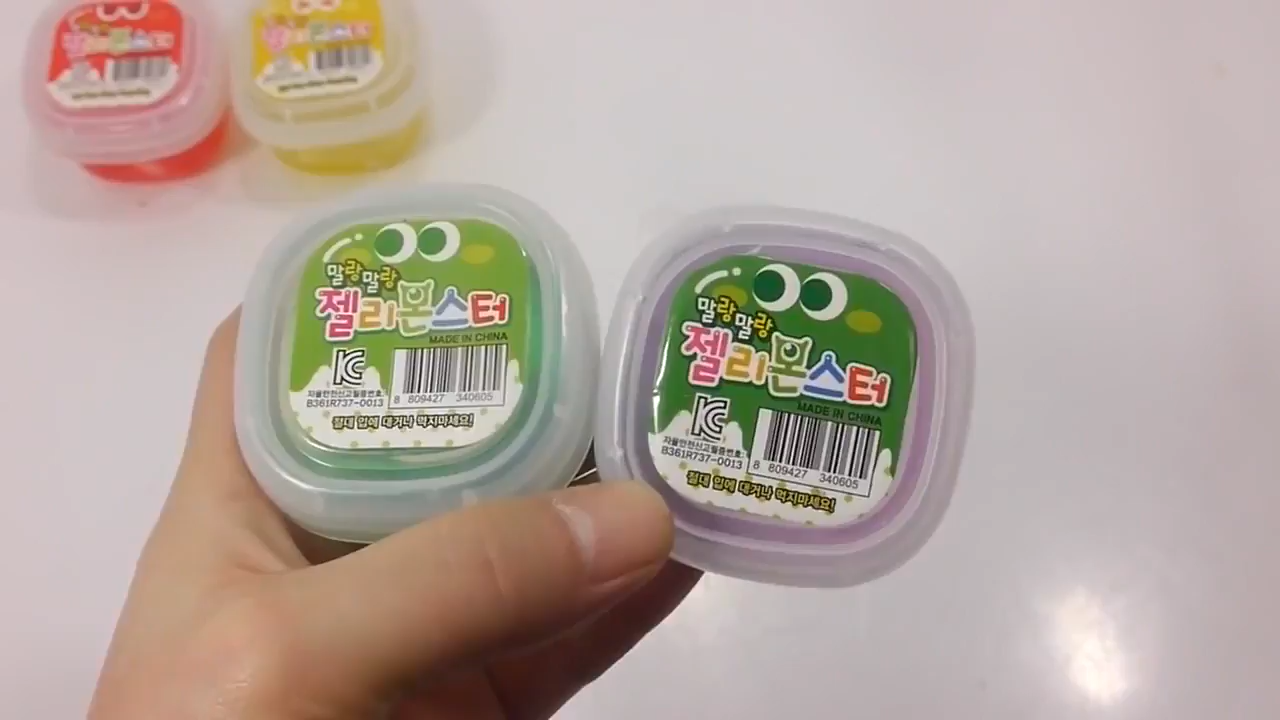 말랑말랑
젤리몬스터
MADE IN CHINA
자율안전신고필증번호:
B361R737-0013
8 809427 340605
절대 입에 대거나 먹지마세요!
말랑말랑
젤리몬스터
MADE IN CHINA
자율안전신고필증번호:
B361R737-0013
8 809427 340605
절대 입에 대거나 먹지마세요!